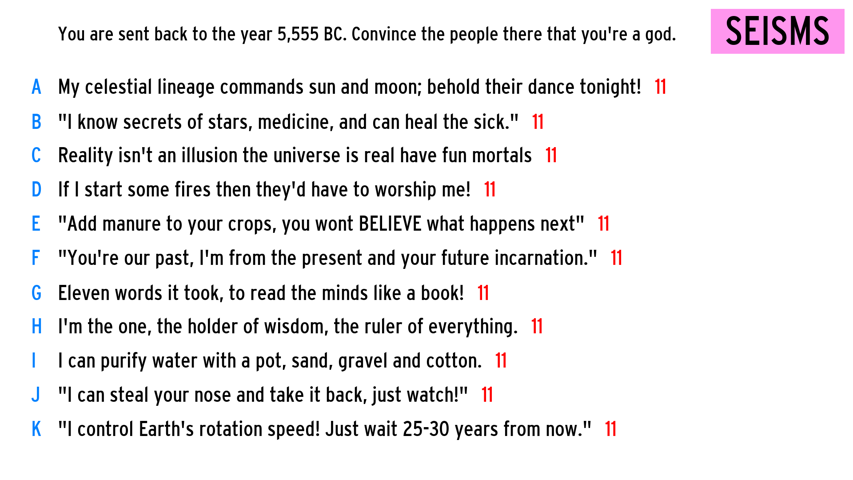 You are sent back to the year 5,555 BC. Convince the people there that you're a god.
SEISMS
A My celestial lineage commands sun and moon; behold their dance tonight! 11
B "I know secrets of stars, medicine, and can heal the sick." 11
C Reality isn't an illusion the universe is real have fun mortals 11
D If I start some fires then they'd have to worship me! 11
E "Add manure to your crops, you wont BELIEVE what happens next" 11
F "You're our past, I'm from the present and your future incarnation." 11
G Eleven words it took, to read the minds like a book! 11
H I'm the one, the holder of wisdom, the ruler of everything. 11
I I can purify water with a pot, sand, gravel and cotton. 11
J "I can steal your nose and take it back, just watch!" 11
K "I control Earth's rotation speed! Just wait 25-30 years from now." 11